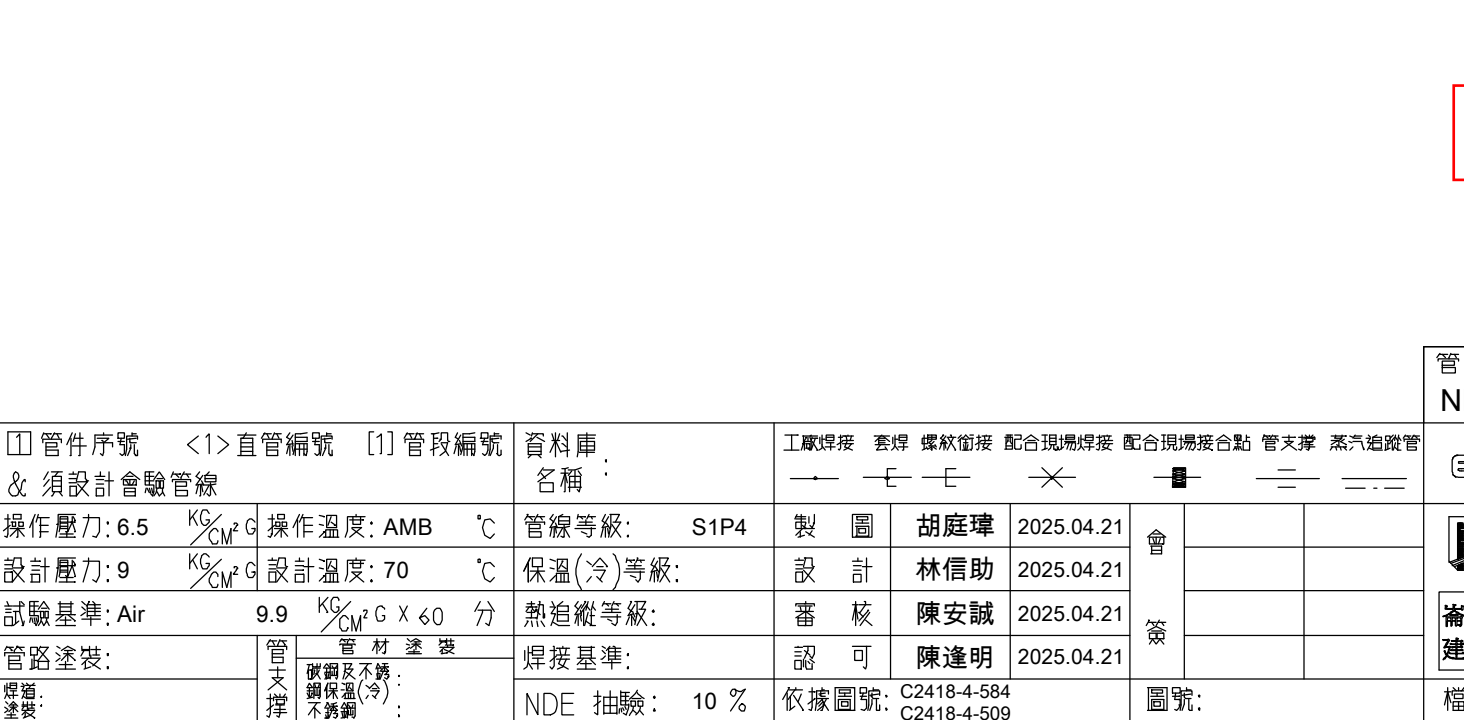 管
N
1 管件序號 <1>直管編號 [1]管段編號
& 須設計會驗管線
資料庫
名稱 :
工廠焊接 套焊 螺紋銜接 配合現場焊接 配合現場接合點 管支撐 蒸汽追蹤管
操作壓力: 6.5 KG/CM² G 操作溫度: AMB °C 管線等級: S1P4 製 圖 胡庭瑋 2025.04.21
設計壓力: 9 KG/CM² G 設計溫度: 70 °C 保溫(冷)等級: 設 計 林信助 2025.04.21
試驗基準: Air 9.9 KG/CM² G X 60 分 熱追縱等級: 審 核 陳安誠 2025.04.21
會簽
管路塗裝: 管支撐 管材塗裝 焊接基準: 認 可 陳逢明 2025.04.21
建
焊道:
塗裝:
碳鋼及不銹
鋼保溫(冷) :
不銹鋼 :
NDE 抽驗: 10 % 依據圖號: C2418-4-584
C2418-4-509
圖號: